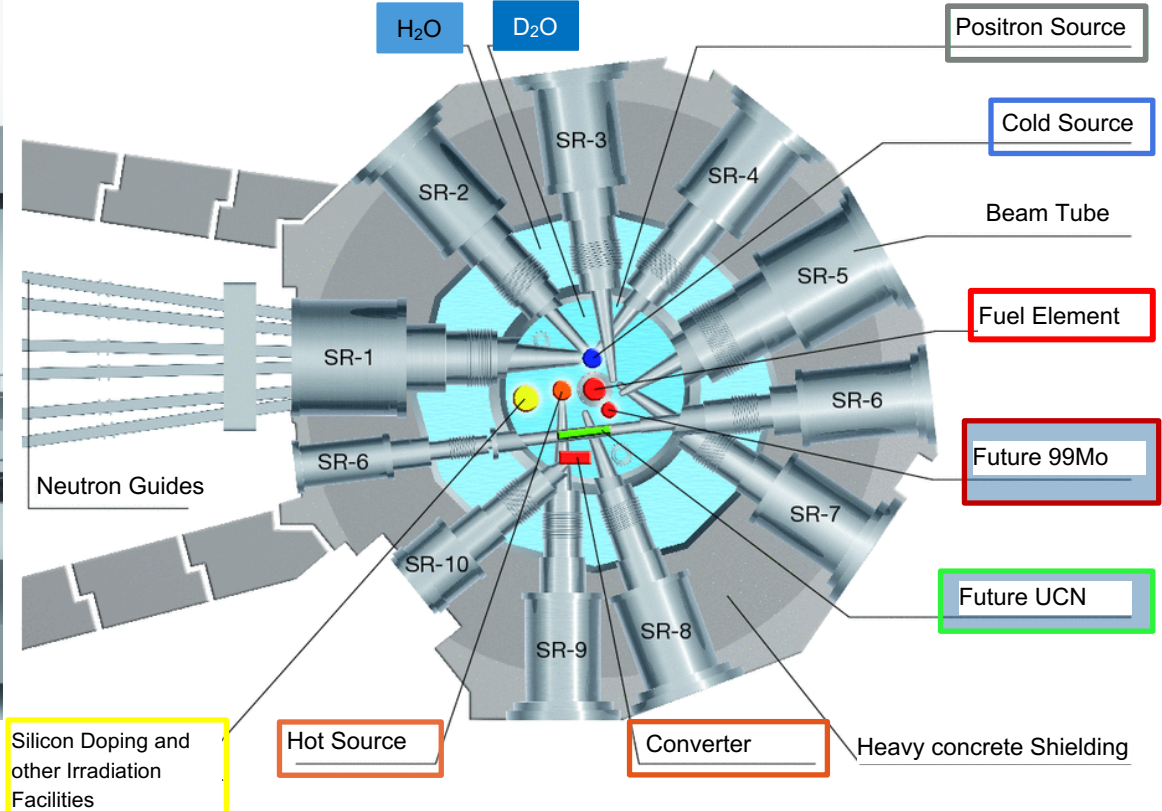 H₂O
D₂O
Positron Source
Cold Source
Beam Tube
Fuel Element
Future 99Mo
Future UCN
SR-3
SR-4
SR-2
SR-5
SR-1
SR-6
SR-6
SR-7
SR-10
SR-8
SR-9
Neutron Guides
Silicon Doping and
other Irradiation
Facilities
Hot Source
Converter
Heavy concrete Shielding